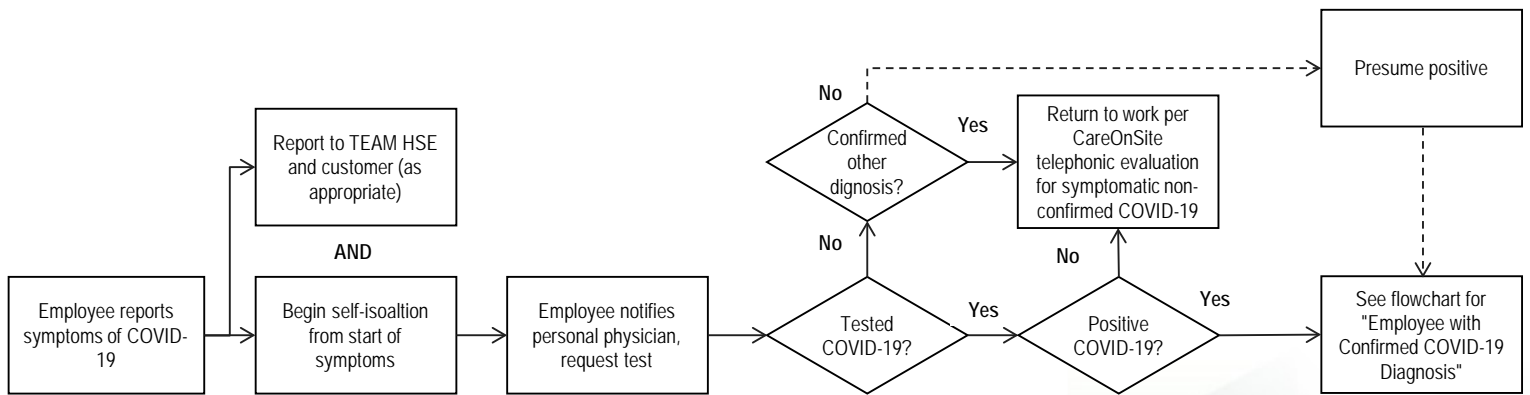 Employee reports
symptoms of COVID-
19
Report to TEAM HSE
and customer (as
appropriate)
AND
Begin self-isoaltion
from start of
symptoms
Employee notifies
personal physician,
request test
Tested
COVID-19?
No
Yes
Confirmed
other
dignosis?
No
Yes
Return to work per
CareOnSite
telephonic evaluation
for symptomatic non-
confirmed COVID-19
Positive
COVID-19?
No
Yes
Presume positive
See flowchart for
"Employee with
Confirmed COVID-19
Diagnosis"